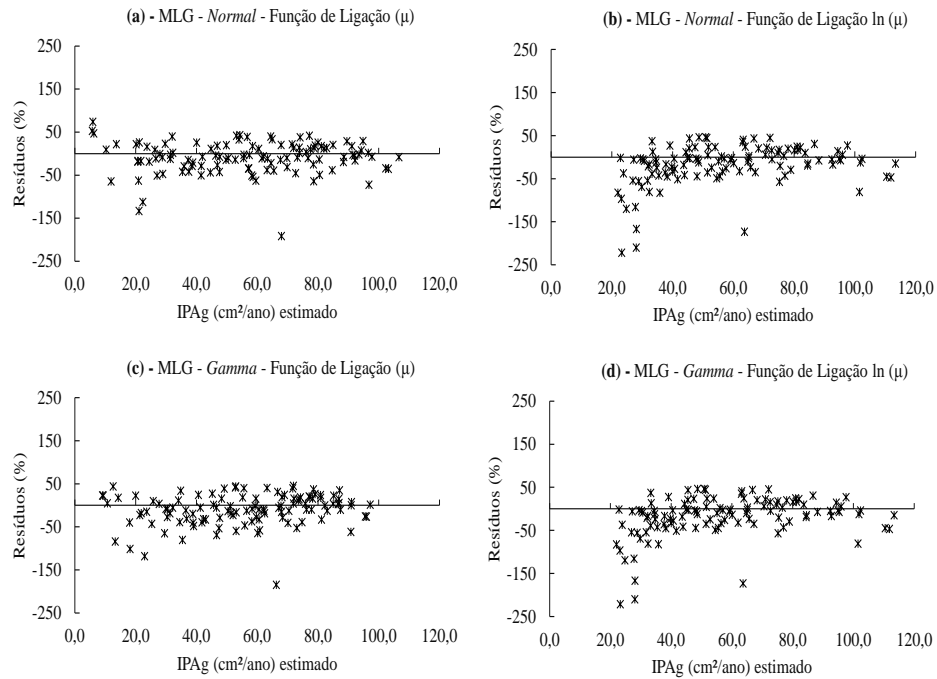 (a) - MLG - Normal - Função de Ligação (μ)
250
150
50
-50
-150
-250
Resíduos (%)
0,0 20,0 40,0 60,0 80,0 100,0 120,0
IPAg (cm²/ano) estimado
(b) - MLG - Normal - Função de Ligação ln (μ)
250
150
50
-50
-150
-250
Resíduos (%)
0,0 20,0 40,0 60,0 80,0 100,0 120,0
IPAg (cm²/ano) estimado
(c) - MLG - Gamma - Função de Ligação (μ)
250
150
50
-50
-150
-250
Resíduos (%)
0,0 20,0 40,0 60,0 80,0 100,0 120,0
IPAg (cm²/ano) estimado
(d) - MLG - Gamma - Função de Ligação ln (μ)
250
150
50
-50
-150
-250
Resíduos (%)
0,0 20,0 40,0 60,0 80,0 100,0 120,0
IPAg (cm²/ano) estimado